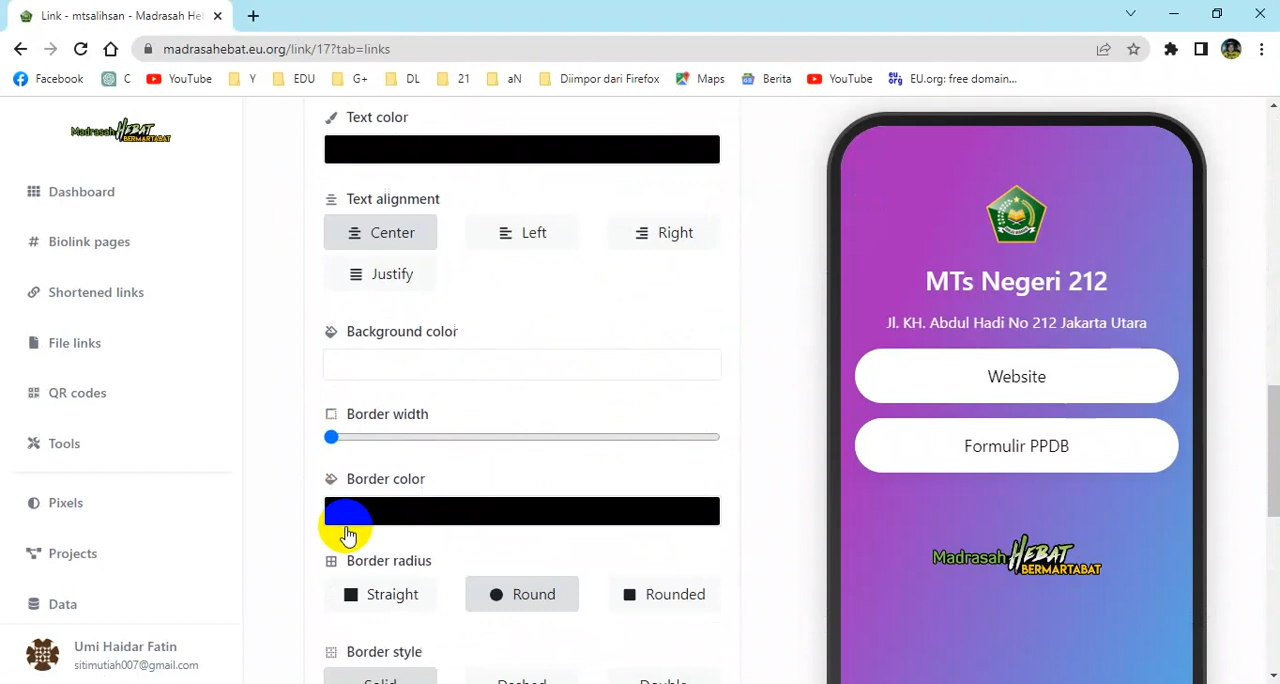 Link - mtsalihsan - Madrasah He
madrasahebat.eu.org/link/17?tab=links
Facebook
C
YouTube
Y
EDU
G+
DL
21
aN
Diimpor dari Firefox
Maps
Berita
YouTube
EU.org: free domain...
Madrasah HEBAT
BERMARTABAT
Dashboard
Biolink pages
Shortened links
File links
QR codes
Tools
Pixels
Projects
Data
Umi Haidar Fatin
sitimutiah007@gmail.com
Text color
Text alignment
Center
Left
Right
Justify
Background color
Border width
Border color
Border radius
Straight
Round
Rounded
Border style
Solid
Dashed
Double
MTs Negeri 212
Jl. KH. Abdul Hadi No 212 Jakarta Utara
Website
Formulir PPDB
Madrasah HEBAT
BERMARTABAT